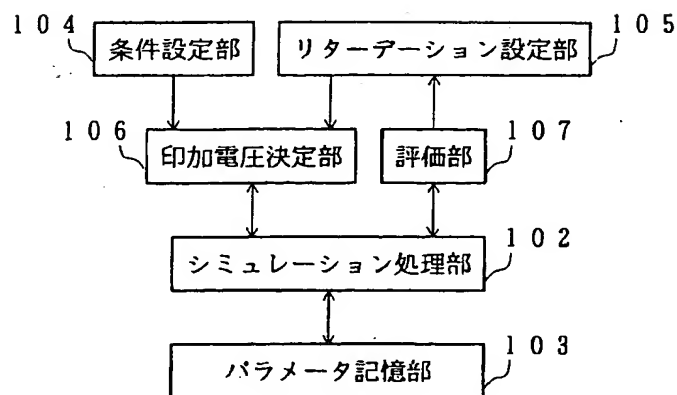 104 条件設定部 リターデーション設定部 105
106 印加電圧決定部 評価部 107
シミュレーション処理部 102
パラメータ記憶部 103